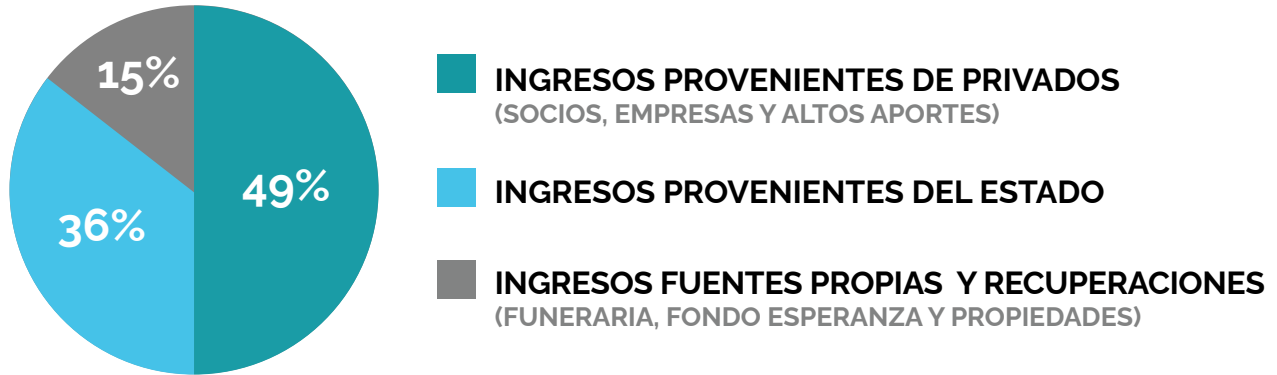 15%
49%
36%
INGRESOS PROVENIENTES DE PRIVADOS
(SOCIOS, EMPRESAS Y ALTOS APORTES)
INGRESOS PROVENIENTES DEL ESTADO
INGRESOS FUENTES PROPIAS Y RECUPERACIONES
(FUNERARIA, FONDO ESPERANZA Y PROPIEDADES)